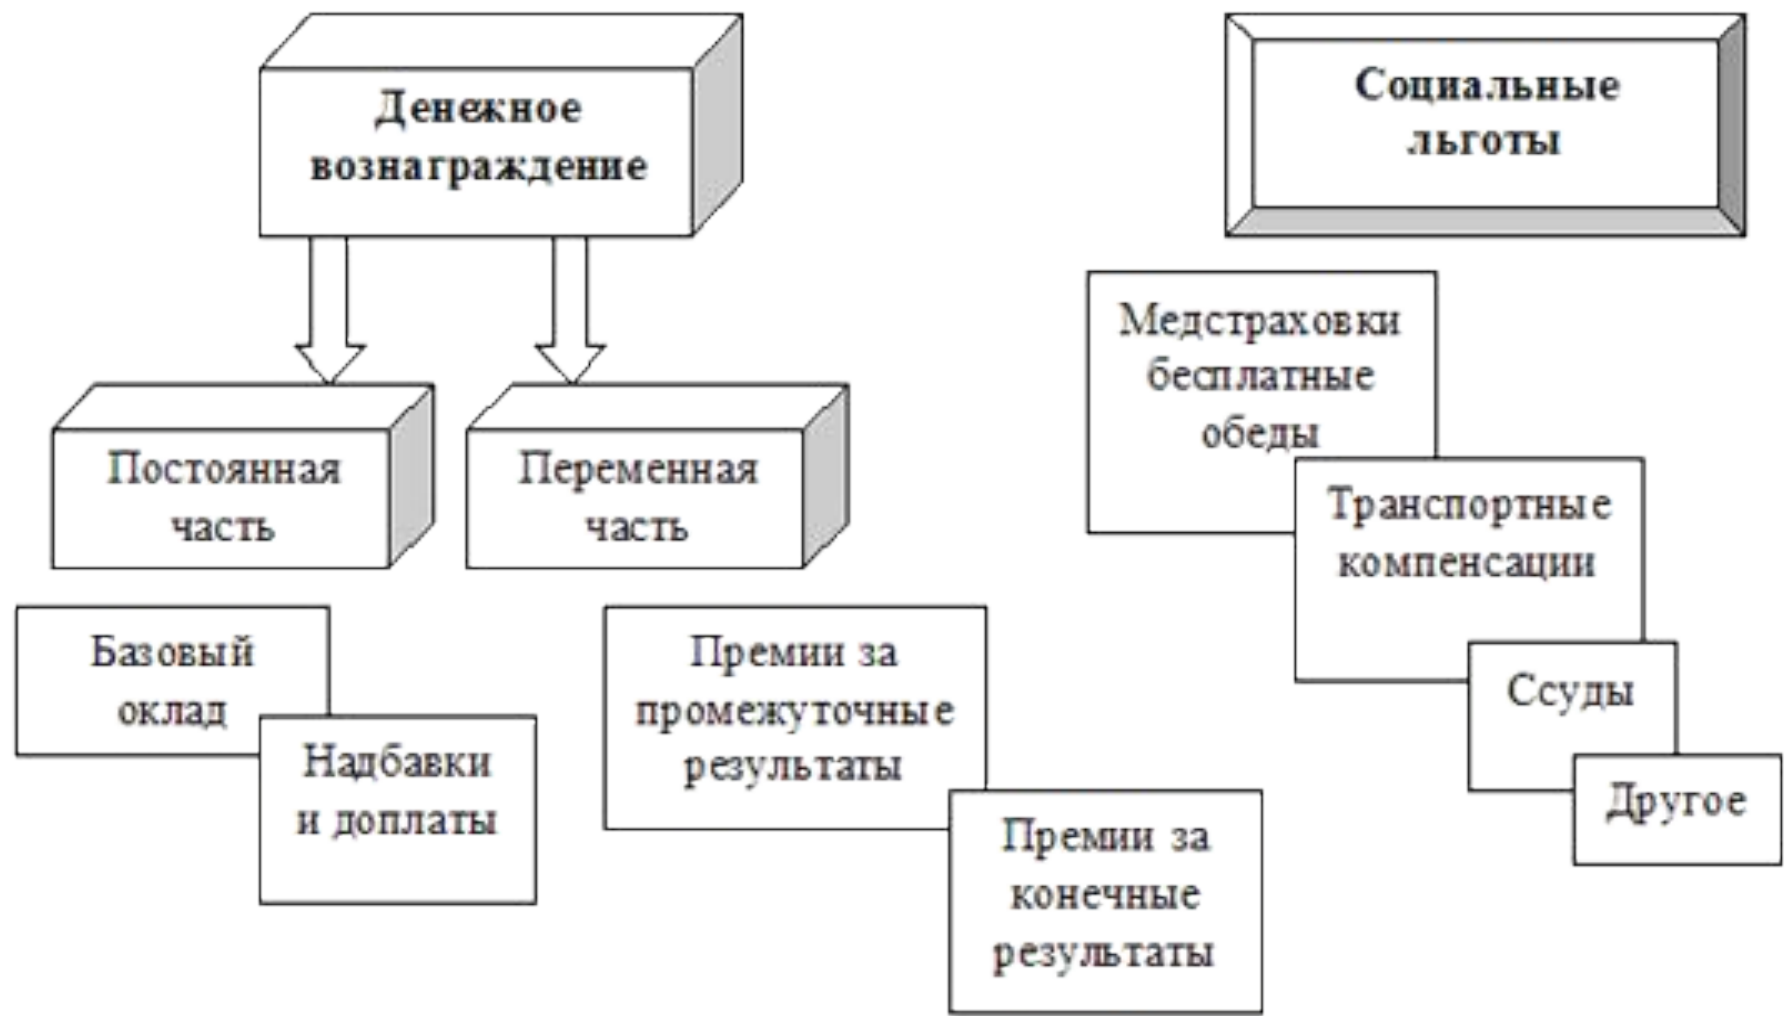 Денежное
вознаграждение
Социальные
льготы
Постоянная
часть
Переменная
часть
Базовый
оклад
Надбавки
и доплаты
Премии за
промежуточные
результаты
Премии за
конечные
результаты
Медстраховки
бесплатные
обеды
Транспортные
компенсации
Ссуды
Другое